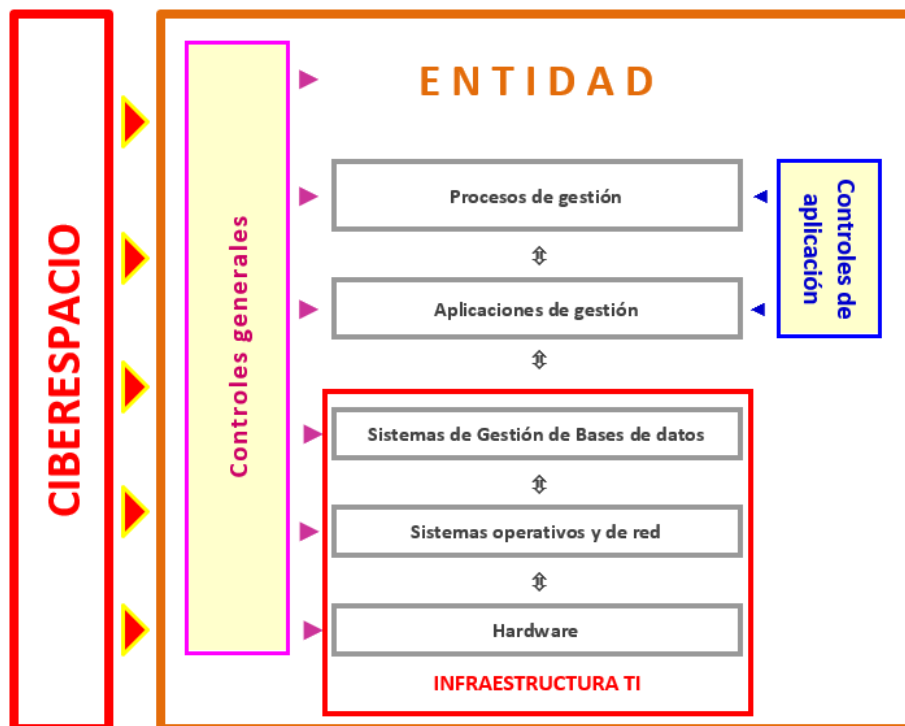 CIBERESPACIO
Controles generales
ENTIDAD
Procesos de gestión
Aplicaciones de gestión
Controles de
aplicación
Sistemas de Gestión de Bases de datos
Sistemas operativos y de red
Hardware
INFRAESTRUCTURA TI